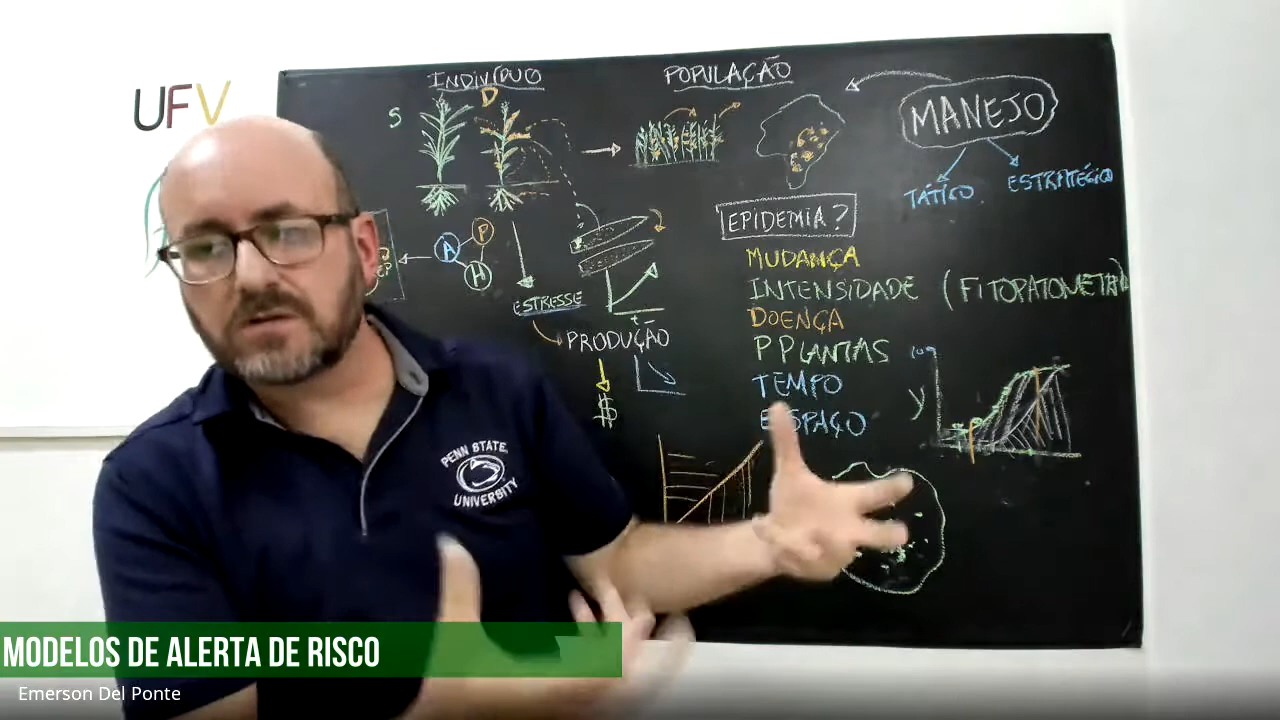 UFV
INDIVÍDUO
POPULAÇÃO
MANEJO
TÁTICO
ESTRATÉGICO
S
D
A
P
H
EPIDEMIA?
MUDANÇA
INTENSIDADE (FITOPATOMETRIA)
DOENÇA
P PLANTAS
TEMPO
ESPAÇO
ESTRESSE
t
PRODUÇÃO
$
y
PENN STATE
UNIVERSITY
MODELOS DE ALERTA DE RISCO
Emerson Del Ponte